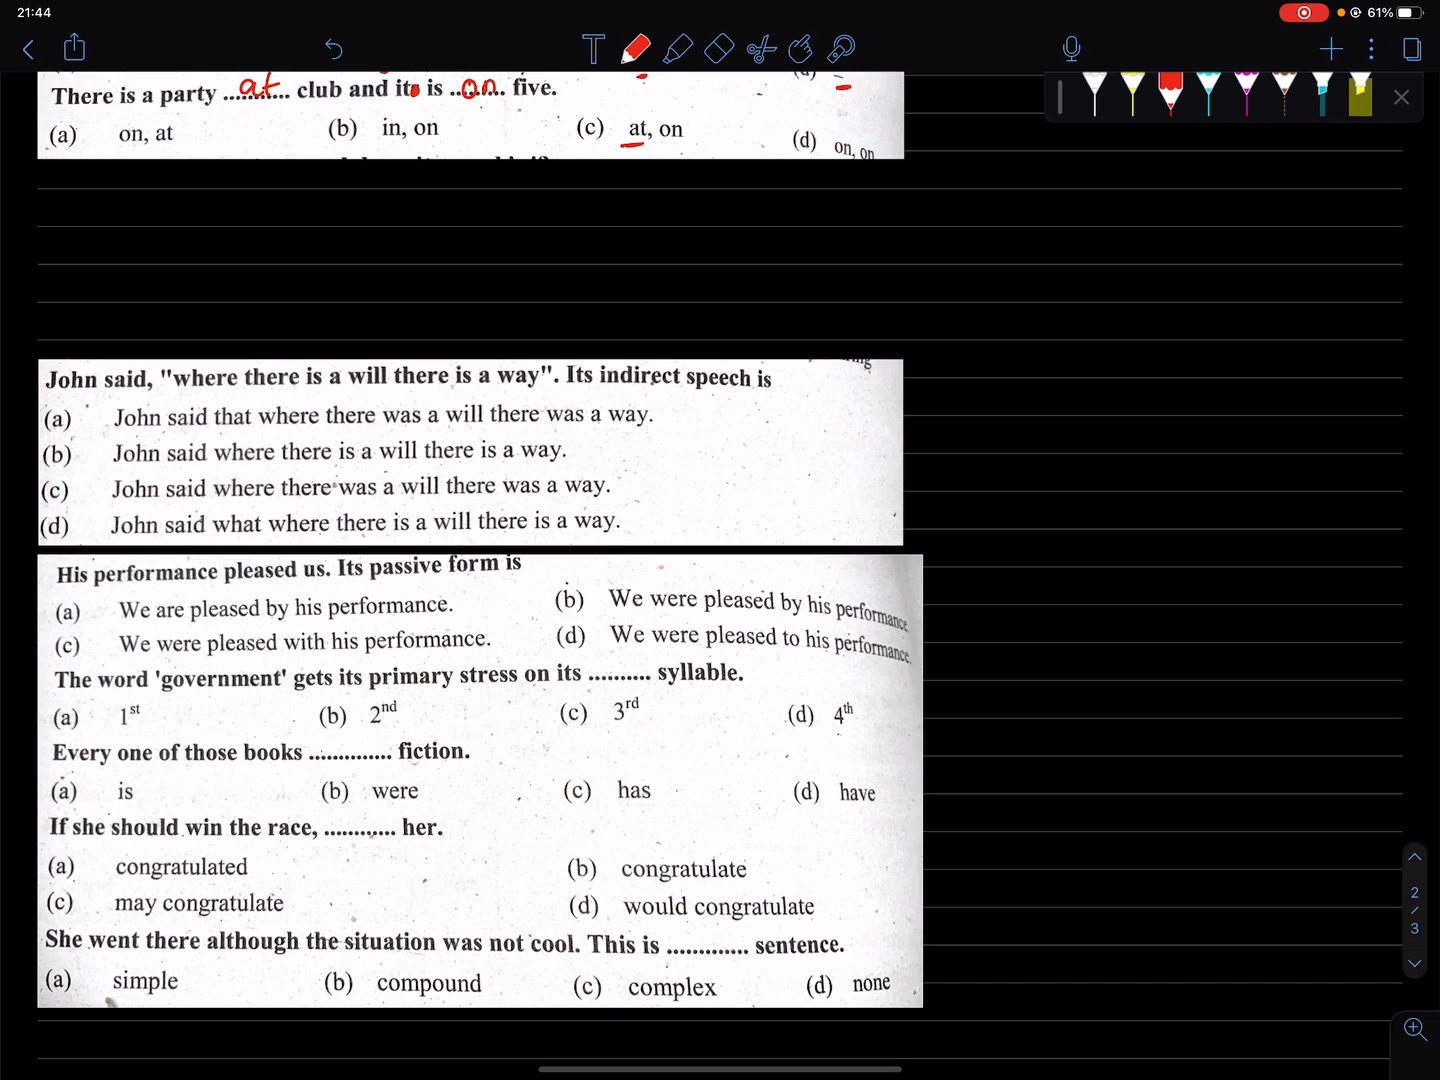 21:44
61%
There is a party ...at... club and it is ...on... five.
(a) on, at (b) in, on (c) at, on (d) on, on
John said, "where there is a will there is a way". Its indirect speech is
(a) John said that where there was a will there was a way.
(b) John said where there is a will there is a way.
(c) John said where there was a will there was a way.
(d) John said what where there is a will there is a way.
His performance pleased us. Its passive form is
(a) We are pleased by his performance. (b) We were pleased by his performance.
(c) We were pleased with his performance. (d) We were pleased to his performance.
The word 'government' gets its primary stress on its .......... syllable.
(a) 1st (b) 2nd (c) 3rd (d) 4th
Every one of those books .............. fiction.
(a) is (b) were (c) has (d) have
If she should win the race, ............ her.
(a) congratulated (b) congratulate
(c) may congratulate (d) would congratulate
She went there although the situation was not cool. This is ............. sentence.
(a) simple (b) compound (c) complex (d) none
2
/
3